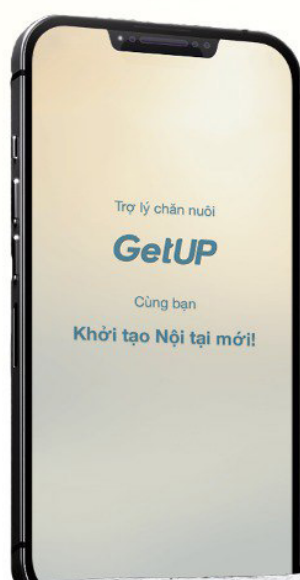 Trợ lý chăn nuôi
GetUP
Cùng bạn
Khởi tạo Nội tại mới!